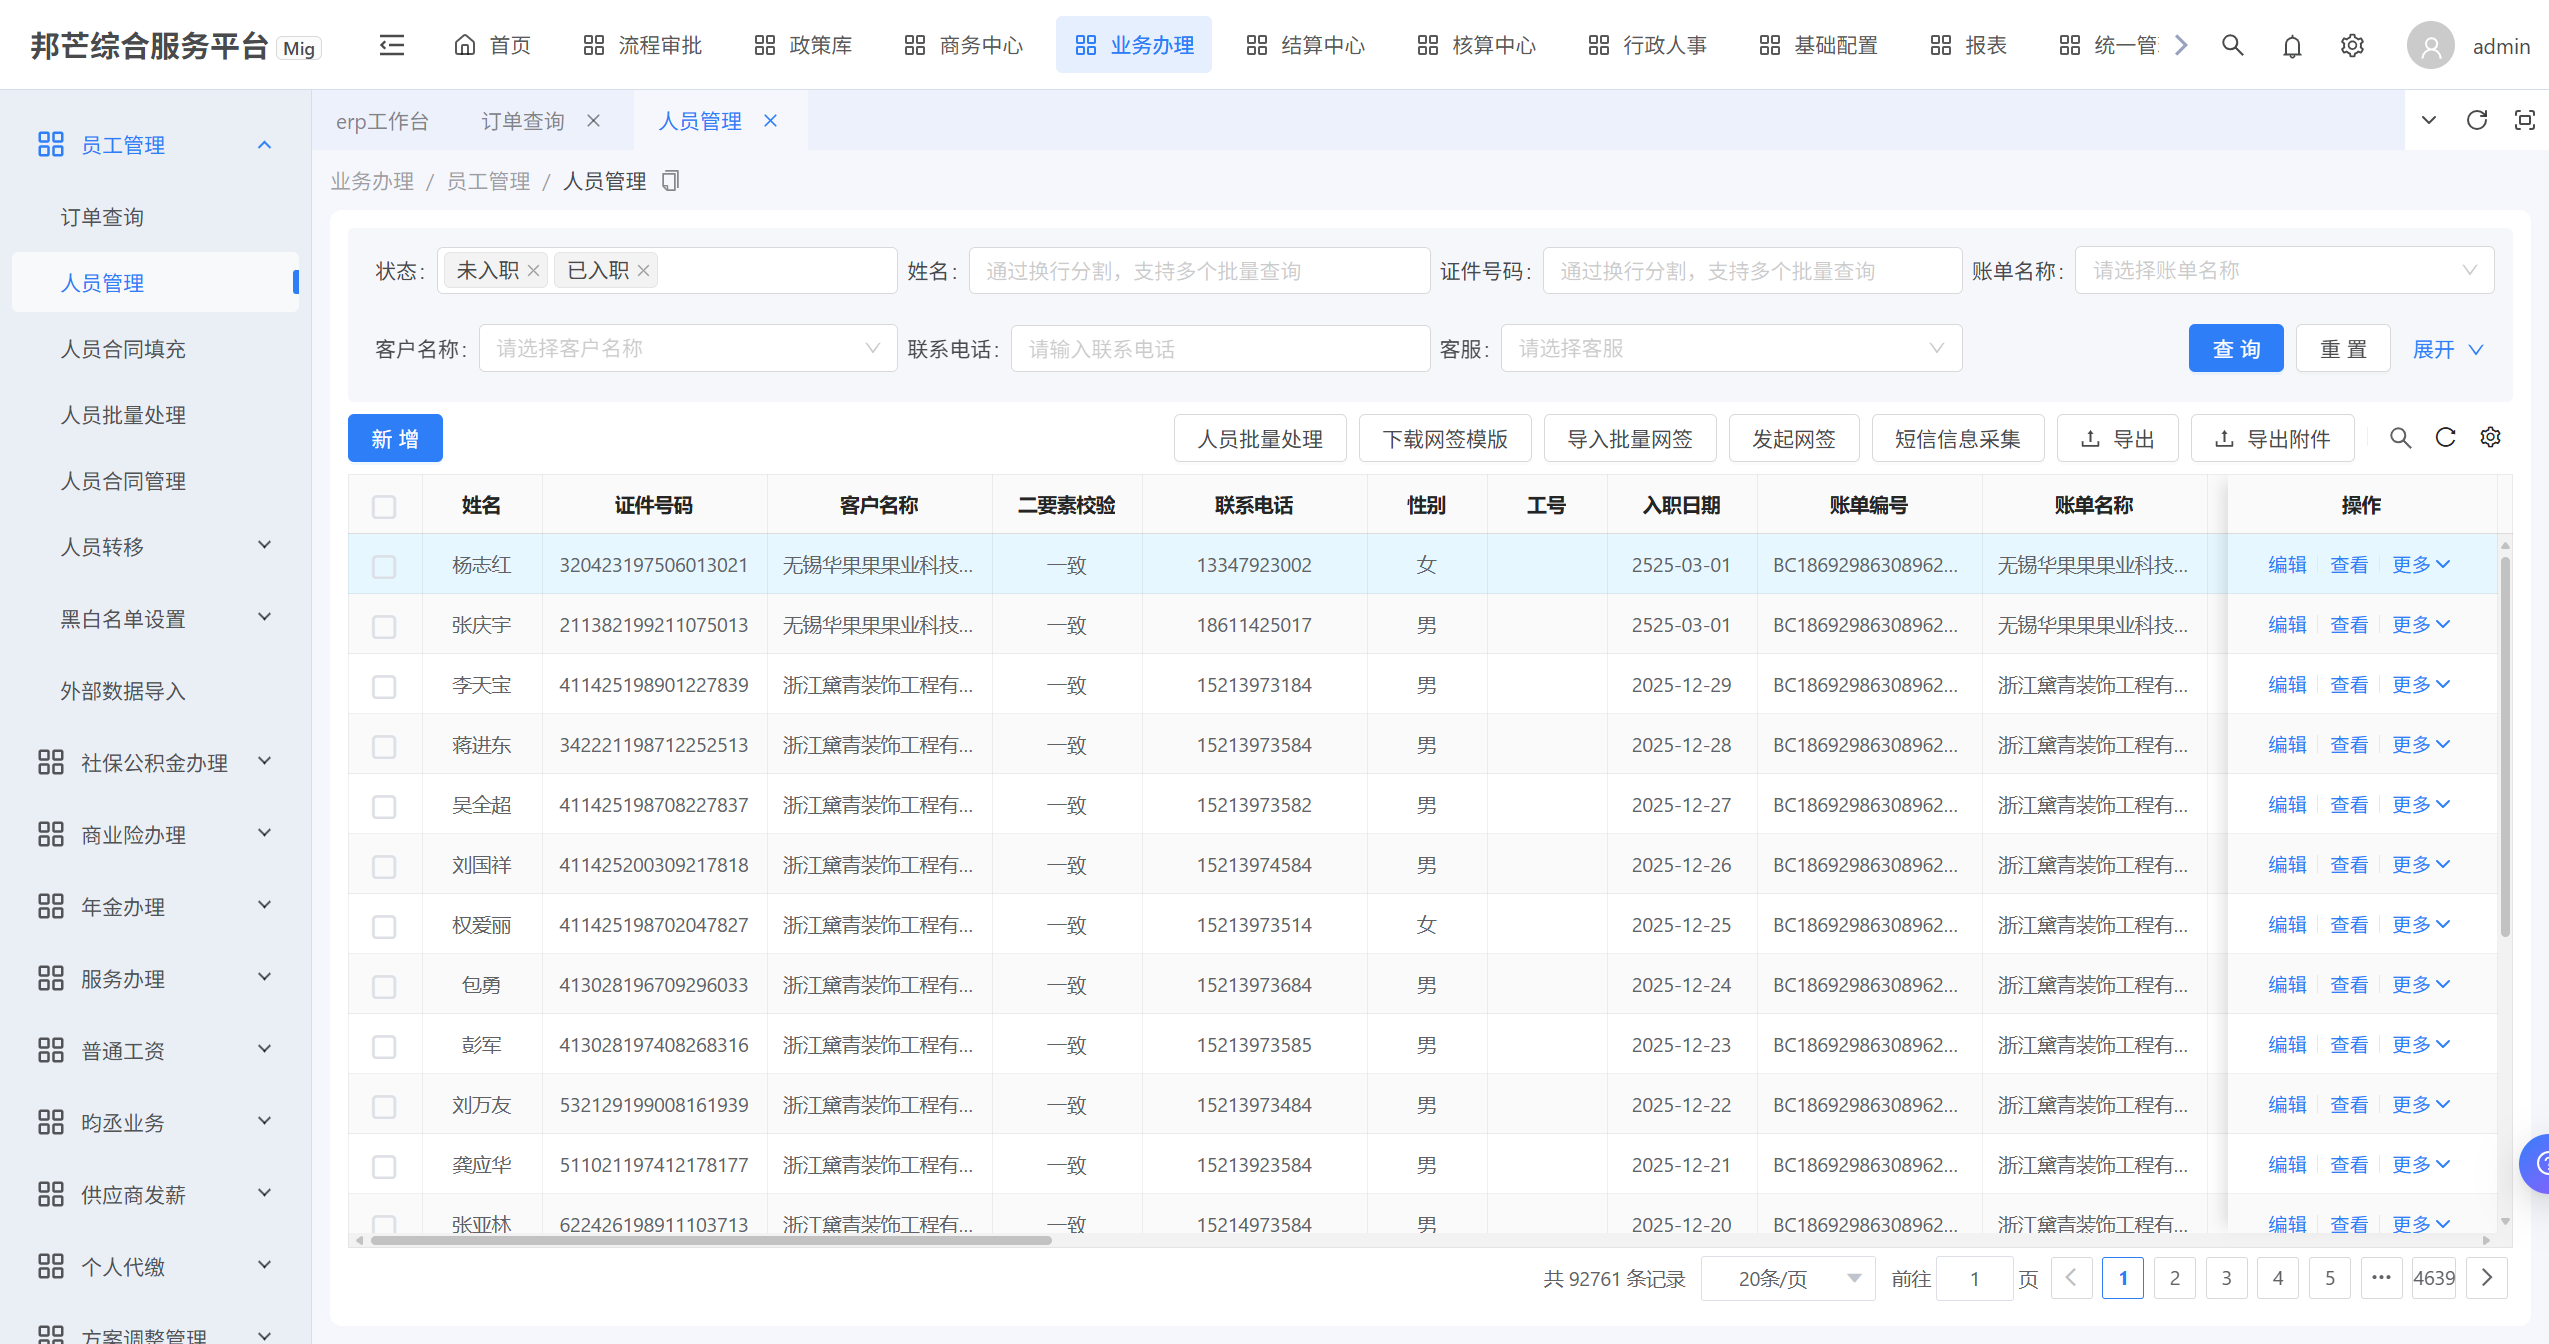 邦芒综合服务平台 Mig 首页 流程审批 政策库 商务中心 业务办理 结算中心 核算中心 行政人事 基础配置 报表 统一管 admin
erp工作台 订单查询 人员管理
业务办理 / 员工管理 / 人员管理
员工管理
订单查询
人员管理
人员合同填充
人员批量处理
人员合同管理
人员转移
黑白名单设置
外部数据导入
社保公积金办理
商业险办理
年金办理
服务办理
普通工资
昀丞业务
供应商发薪
个人代缴
方案调整管理
状态: 未入职 已入职 姓名: 通过换行分割，支持多个批量查询 证件号码: 通过换行分割，支持多个批量查询 账单名称: 请选择账单名称
客户名称: 请选择客户名称 联系电话: 请输入联系电话 客服: 请选择客服 查 询 重 置 展开
新 增 人员批量处理 下载网签模版 导入批量网签 发起网签 短信信息采集 导出 导出附件
姓名 证件号码 客户名称 二要素校验 联系电话 性别 工号 入职日期 账单编号 账单名称 操作
杨志红 320423197506013021 无锡华果果果业科技... 一致 13347923002 女 2525-03-01 BC18692986308962... 无锡华果果果业科技... 编辑 查看 更多
张庆宇 211382199211075013 无锡华果果果业科技... 一致 18611425017 男 2525-03-01 BC18692986308962... 无锡华果果果业科技... 编辑 查看 更多
李天宝 411425198901227839 浙江黛青装饰工程有... 一致 15213973184 男 2025-12-29 BC18692986308962... 浙江黛青装饰工程有... 编辑 查看 更多
蒋进东 342221198712252513 浙江黛青装饰工程有... 一致 15213973584 男 2025-12-28 BC18692986308962... 浙江黛青装饰工程有... 编辑 查看 更多
吴全超 411425198708227837 浙江黛青装饰工程有... 一致 15213973582 男 2025-12-27 BC18692986308962... 浙江黛青装饰工程有... 编辑 查看 更多
刘国祥 411425200309217818 浙江黛青装饰工程有... 一致 15213974584 男 2025-12-26 BC18692986308962... 浙江黛青装饰工程有... 编辑 查看 更多
权爱丽 411425198702047827 浙江黛青装饰工程有... 一致 15213973514 女 2025-12-25 BC18692986308962... 浙江黛青装饰工程有... 编辑 查看 更多
包勇 413028196709296033 浙江黛青装饰工程有... 一致 15213973684 男 2025-12-24 BC18692986308962... 浙江黛青装饰工程有... 编辑 查看 更多
彭军 413028197408268316 浙江黛青装饰工程有... 一致 15213973585 男 2025-12-23 BC18692986308962... 浙江黛青装饰工程有... 编辑 查看 更多
刘万友 532129199008161939 浙江黛青装饰工程有... 一致 15213973484 男 2025-12-22 BC18692986308962... 浙江黛青装饰工程有... 编辑 查看 更多
龚应华 511021197412178177 浙江黛青装饰工程有... 一致 15213923584 男 2025-12-21 BC18692986308962... 浙江黛青装饰工程有... 编辑 查看 更多
张亚林 622426198911103713 浙江黛青装饰工程有... 一致 15214973584 男 2025-12-20 BC18692986308962... 浙江黛青装饰工程有... 编辑 查看 更多
共 92761 条记录 20条/页 前往 1 页 1 2 3 4 5 ••• 4639